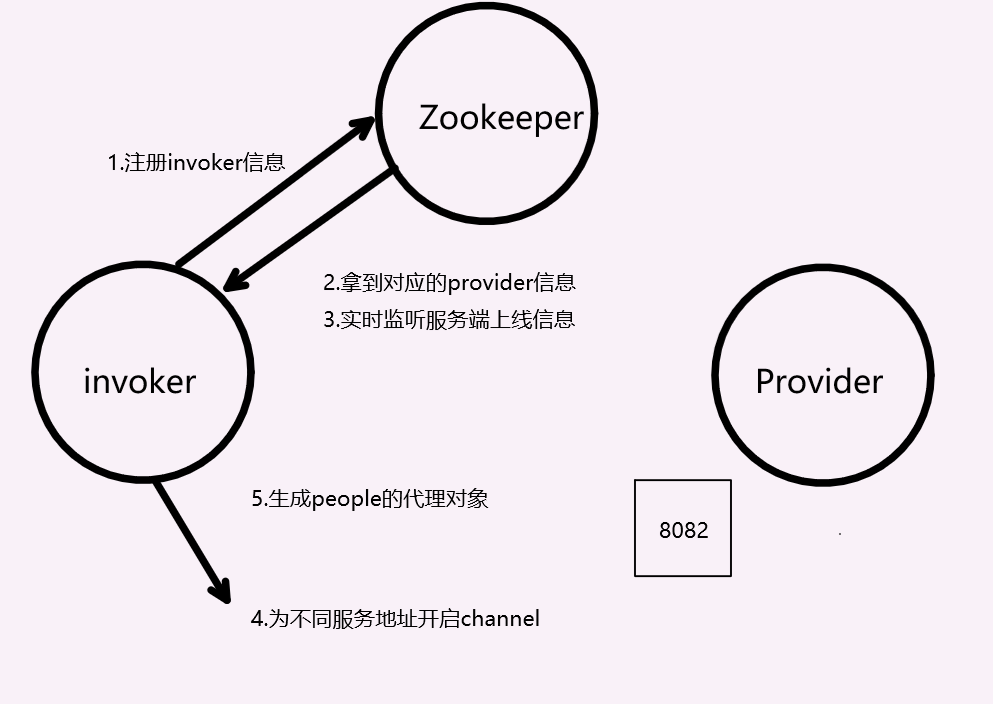 Zookeeper
1.注册invoker信息
2.拿到对应的provider信息
3.实时监听服务端上线信息
invoker
Provider
5.生成people的代理对象
8082
4.为不同服务地址开启channel